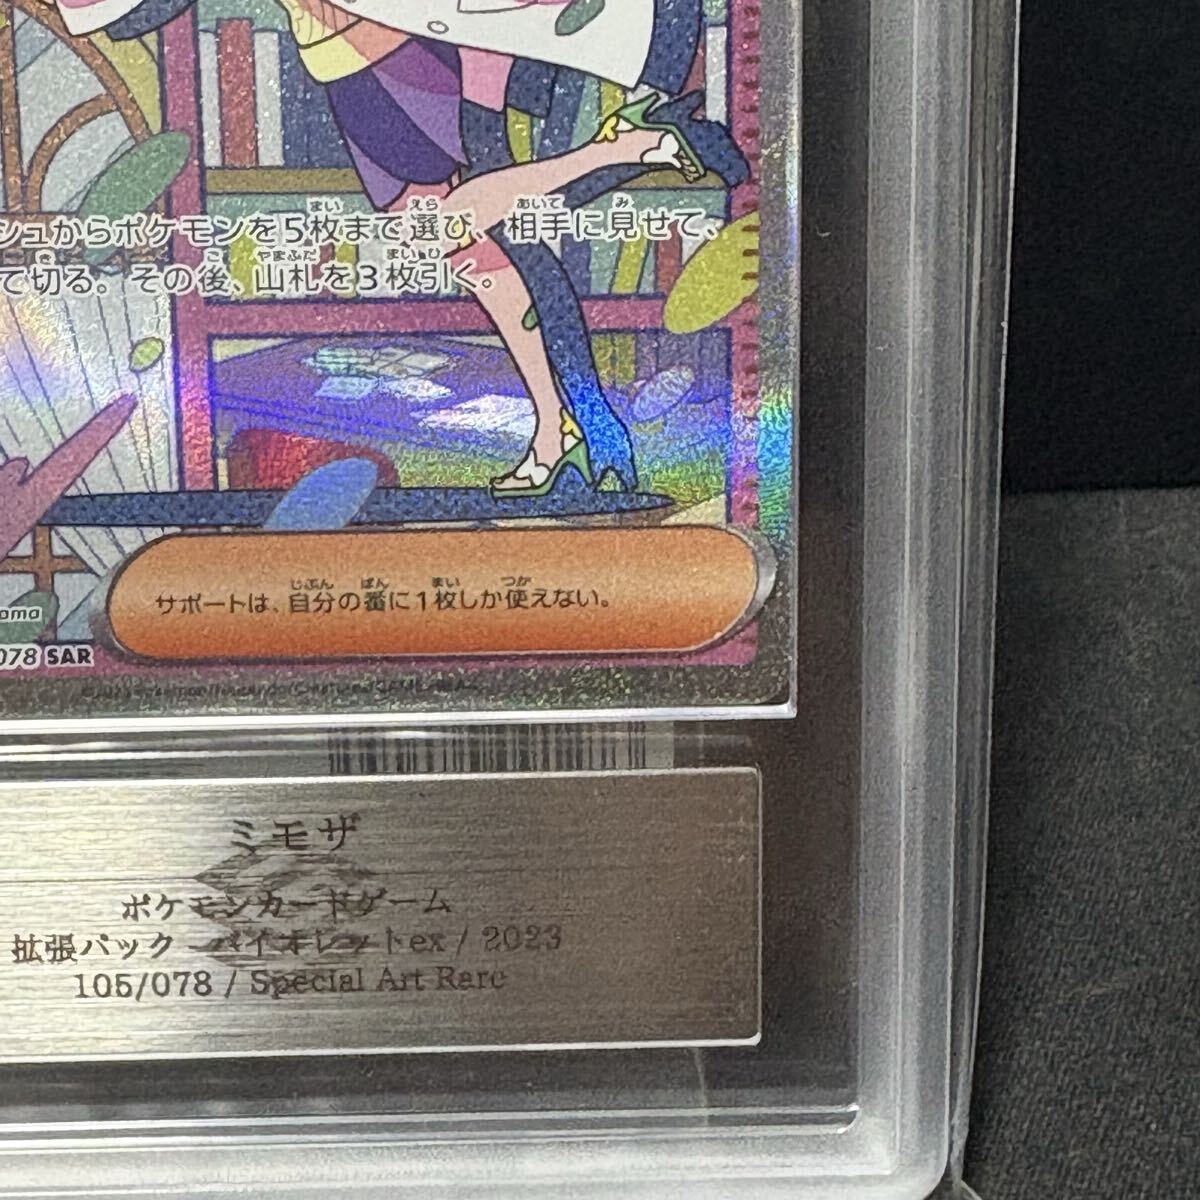 シュからポケモンを5枚まで選び、相手に見せて、
て切る。その後、山札を3枚引く。
サポートは、自分の番に1枚しか使えない。
oma
078 SAR
ミモザ
ポケモンカードゲーム
拡張パック バイオレットex / 2023
105/078 / Special Art Rare